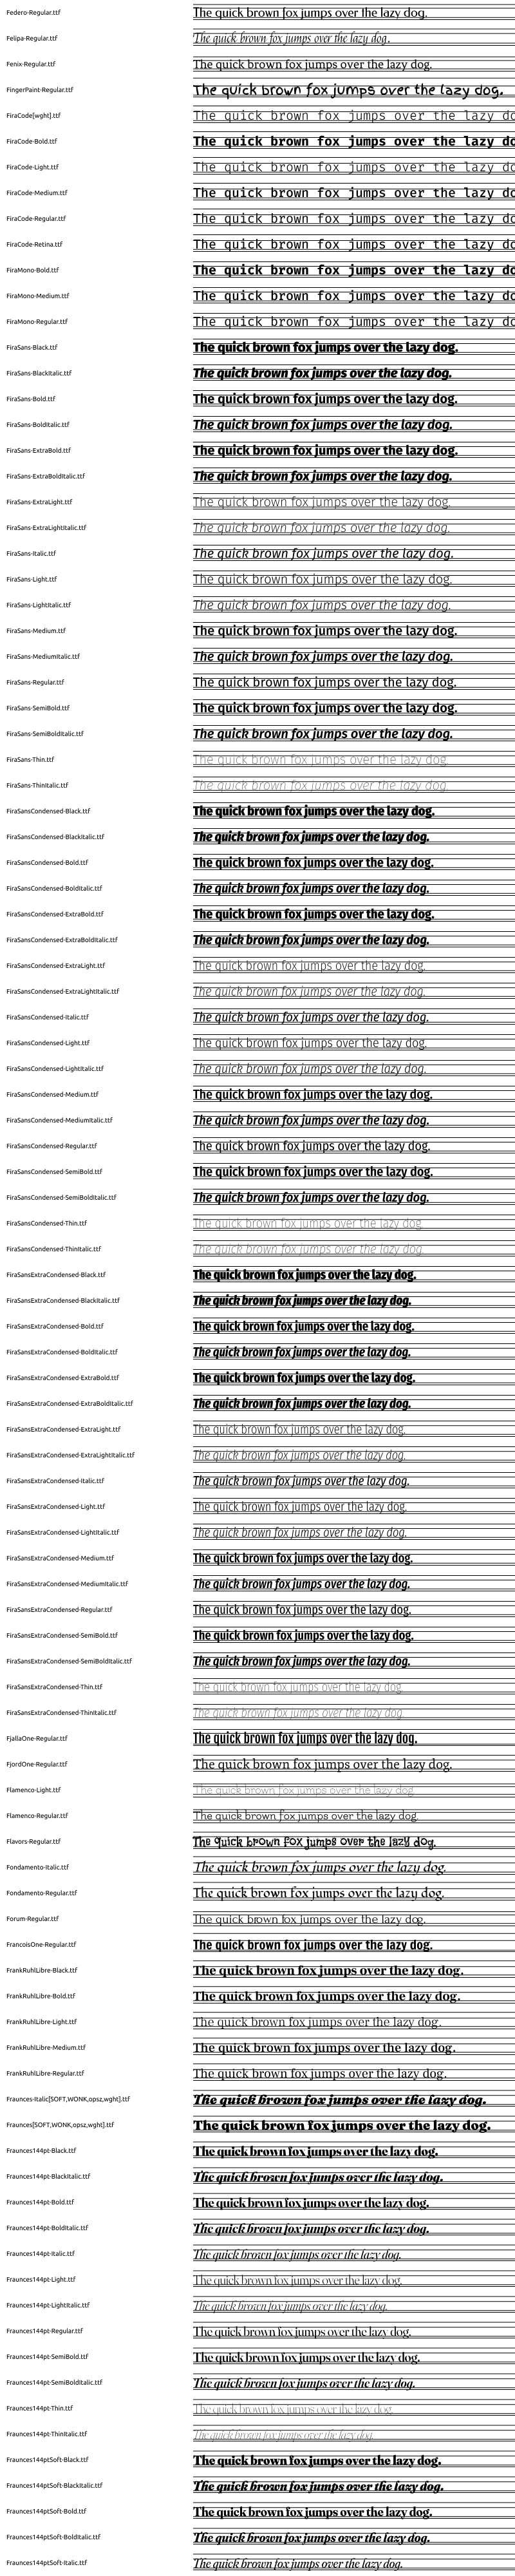 Federo-Regular.ttf The quick brown fox jumps over the lazy dog.
Felipa-Regular.ttf The quick brown fox jumps over the lazy dog.
Fenix-Regular.ttf The quick brown fox jumps over the lazy dog.
FingerPaint-Regular.ttf The quick brown fox jumps over the lazy dog.
FiraCode[wght].ttf The quick brown fox jumps over the lazy do
FiraCode-Bold.ttf The quick brown fox jumps over the lazy do
FiraCode-Light.ttf The quick brown fox jumps over the lazy do
FiraCode-Medium.ttf The quick brown fox jumps over the lazy do
FiraCode-Regular.ttf The quick brown fox jumps over the lazy do
FiraCode-Retina.ttf The quick brown fox jumps over the lazy do
FiraMono-Bold.ttf The quick brown fox jumps over the lazy do
FiraMono-Medium.ttf The quick brown fox jumps over the lazy do
FiraMono-Regular.ttf The quick brown fox jumps over the lazy do
FiraSans-Black.ttf The quick brown fox jumps over the lazy dog.
FiraSans-BlackItalic.ttf The quick brown fox jumps over the lazy dog.
FiraSans-Bold.ttf The quick brown fox jumps over the lazy dog.
FiraSans-BoldItalic.ttf The quick brown fox jumps over the lazy dog.
FiraSans-ExtraBold.ttf The quick brown fox jumps over the lazy dog.
FiraSans-ExtraBoldItalic.ttf The quick brown fox jumps over the lazy dog.
FiraSans-ExtraLight.ttf The quick brown fox jumps over the lazy dog.
FiraSans-ExtraLightItalic.ttf The quick brown fox jumps over the lazy dog.
FiraSans-Italic.ttf The quick brown fox jumps over the lazy dog.
FiraSans-Light.ttf The quick brown fox jumps over the lazy dog.
FiraSans-LightItalic.ttf The quick brown fox jumps over the lazy dog.
FiraSans-Medium.ttf The quick brown fox jumps over the lazy dog.
FiraSans-MediumItalic.ttf The quick brown fox jumps over the lazy dog.
FiraSans-Regular.ttf The quick brown fox jumps over the lazy dog.
FiraSans-SemiBold.ttf The quick brown fox jumps over the lazy dog.
FiraSans-SemiBoldItalic.ttf The quick brown fox jumps over the lazy dog.
FiraSans-Thin.ttf The quick brown fox jumps over the lazy dog.
FiraSans-ThinItalic.ttf The quick brown fox jumps over the lazy dog.
FiraSansCondensed-Black.ttf The quick brown fox jumps over the lazy dog.
FiraSansCondensed-BlackItalic.ttf The quick brown fox jumps over the lazy dog.
FiraSansCondensed-Bold.ttf The quick brown fox jumps over the lazy dog.
FiraSansCondensed-BoldItalic.ttf The quick brown fox jumps over the lazy dog.
FiraSansCondensed-ExtraBold.ttf The quick brown fox jumps over the lazy dog.
FiraSansCondensed-ExtraBoldItalic.ttf The quick brown fox jumps over the lazy dog.
FiraSansCondensed-ExtraLight.ttf The quick brown fox jumps over the lazy dog.
FiraSansCondensed-ExtraLightItalic.ttf The quick brown fox jumps over the lazy dog.
FiraSansCondensed-Italic.ttf The quick brown fox jumps over the lazy dog.
FiraSansCondensed-Light.ttf The quick brown fox jumps over the lazy dog.
FiraSansCondensed-LightItalic.ttf The quick brown fox jumps over the lazy dog.
FiraSansCondensed-Medium.ttf The quick brown fox jumps over the lazy dog.
FiraSansCondensed-MediumItalic.ttf The quick brown fox jumps over the lazy dog.
FiraSansCondensed-Regular.ttf The quick brown fox jumps over the lazy dog.
FiraSansCondensed-SemiBold.ttf The quick brown fox jumps over the lazy dog.
FiraSansCondensed-SemiBoldItalic.ttf The quick brown fox jumps over the lazy dog.
FiraSansCondensed-Thin.ttf The quick brown fox jumps over the lazy dog.
FiraSansCondensed-ThinItalic.ttf The quick brown fox jumps over the lazy dog.
FiraSansExtraCondensed-Black.ttf The quick brown fox jumps over the lazy dog.
FiraSansExtraCondensed-BlackItalic.ttf The quick brown fox jumps over the lazy dog.
FiraSansExtraCondensed-Bold.ttf The quick brown fox jumps over the lazy dog.
FiraSansExtraCondensed-BoldItalic.ttf The quick brown fox jumps over the lazy dog.
FiraSansExtraCondensed-ExtraBold.ttf The quick brown fox jumps over the lazy dog.
FiraSansExtraCondensed-ExtraBoldItalic.ttf The quick brown fox jumps over the lazy dog.
FiraSansExtraCondensed-ExtraLight.ttf The quick brown fox jumps over the lazy dog.
FiraSansExtraCondensed-ExtraLightItalic.ttf The quick brown fox jumps over the lazy dog.
FiraSansExtraCondensed-Italic.ttf The quick brown fox jumps over the lazy dog.
FiraSansExtraCondensed-Light.ttf The quick brown fox jumps over the lazy dog.
FiraSansExtraCondensed-LightItalic.ttf The quick brown fox jumps over the lazy dog.
FiraSansExtraCondensed-Medium.ttf The quick brown fox jumps over the lazy dog.
FiraSansExtraCondensed-MediumItalic.ttf The quick brown fox jumps over the lazy dog.
FiraSansExtraCondensed-Regular.ttf The quick brown fox jumps over the lazy dog.
FiraSansExtraCondensed-SemiBold.ttf The quick brown fox jumps over the lazy dog.
FiraSansExtraCondensed-SemiBoldItalic.ttf The quick brown fox jumps over the lazy dog.
FiraSansExtraCondensed-Thin.ttf The quick brown fox jumps over the lazy dog.
FiraSansExtraCondensed-ThinItalic.ttf The quick brown fox jumps over the lazy dog.
FjallaOne-Regular.ttf The quick brown fox jumps over the lazy dog.
FjordOne-Regular.ttf The quick brown fox jumps over the lazy dog.
Flamenco-Light.ttf The quick brown fox jumps over the lazy dog.
Flamenco-Regular.ttf The quick brown fox jumps over the lazy dog.
Flavors-Regular.ttf The quick brown fox jumps over the lazy dog.
Fondamento-Italic.ttf The quick brown fox jumps over the lazy dog.
Fondamento-Regular.ttf The quick brown fox jumps over the lazy dog.
Forum-Regular.ttf The quick brown fox jumps over the lazy dog.
FrancoisOne-Regular.ttf The quick brown fox jumps over the lazy dog.
FrankRuhlLibre-Black.ttf The quick brown fox jumps over the lazy dog.
FrankRuhlLibre-Bold.ttf The quick brown fox jumps over the lazy dog.
FrankRuhlLibre-Light.ttf The quick brown fox jumps over the lazy dog.
FrankRuhlLibre-Medium.ttf The quick brown fox jumps over the lazy dog.
FrankRuhlLibre-Regular.ttf The quick brown fox jumps over the lazy dog.
Fraunces-Italic[SOFT,WONK,opsz,wght].ttf The quick brown fox jumps over the lazy dog.
Fraunces[SOFT,WONK,opsz,wght].ttf The quick brown fox jumps over the lazy dog.
Fraunces144pt-Black.ttf The quick brown fox jumps over the lazy dog.
Fraunces144pt-BlackItalic.ttf The quick brown fox jumps over the lazy dog.
Fraunces144pt-Bold.ttf The quick brown fox jumps over the lazy dog.
Fraunces144pt-BoldItalic.ttf The quick brown fox jumps over the lazy dog.
Fraunces144pt-Italic.ttf The quick brown fox jumps over the lazy dog.
Fraunces144pt-Light.ttf The quick brown fox jumps over the lazy dog.
Fraunces144pt-LightItalic.ttf The quick brown fox jumps over the lazy dog.
Fraunces144pt-Regular.ttf The quick brown fox jumps over the lazy dog.
Fraunces144pt-SemiBold.ttf The quick brown fox jumps over the lazy dog.
Fraunces144pt-SemiBoldItalic.ttf The quick brown fox jumps over the lazy dog.
Fraunces144pt-Thin.ttf The quick brown fox jumps over the lazy dog.
Fraunces144pt-ThinItalic.ttf The quick brown fox jumps over the lazy dog.
Fraunces144ptSoft-Black.ttf The quick brown fox jumps over the lazy dog.
Fraunces144ptSoft-BlackItalic.ttf The quick brown fox jumps over the lazy dog.
Fraunces144ptSoft-Bold.ttf The quick brown fox jumps over the lazy dog.
Fraunces144ptSoft-BoldItalic.ttf The quick brown fox jumps over the lazy dog.
Fraunces144ptSoft-Italic.ttf The quick brown fox jumps over the lazy dog.